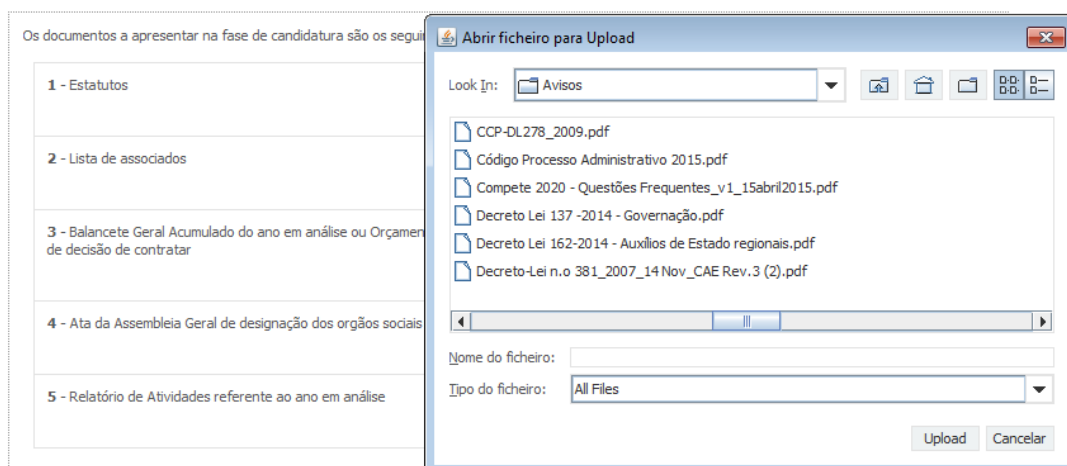 Os documentos a apresentar na fase de candidatura são os
1 - Estatutos
2 - Lista de associados
3 - Balancete Geral Acumulado do ano em análise ou
de decisão de contratar
4 - Ata da Assembleia Geral de designação dos orgãos sociais
5 - Relatório de Atividades referente ao ano em análise
Abrir ficheiro para Upload
Look In: Avisos
CCP-DL278_2009.pdf
Código Processo Administrativo 2015.pdf
Compete 2020 - Questões Frequentes_v1_15abril2015.pdf
Decreto Lei 137 -2014 - Governação.pdf
Decreto Lei 162-2014 - Auxílios de Estado regionais.pdf
Decreto-Lei n.o 381_2007_14 Nov_CAE Rev.3 (2).pdf
Nome do ficheiro:
Tipo do ficheiro: All Files
Upload Cancelar